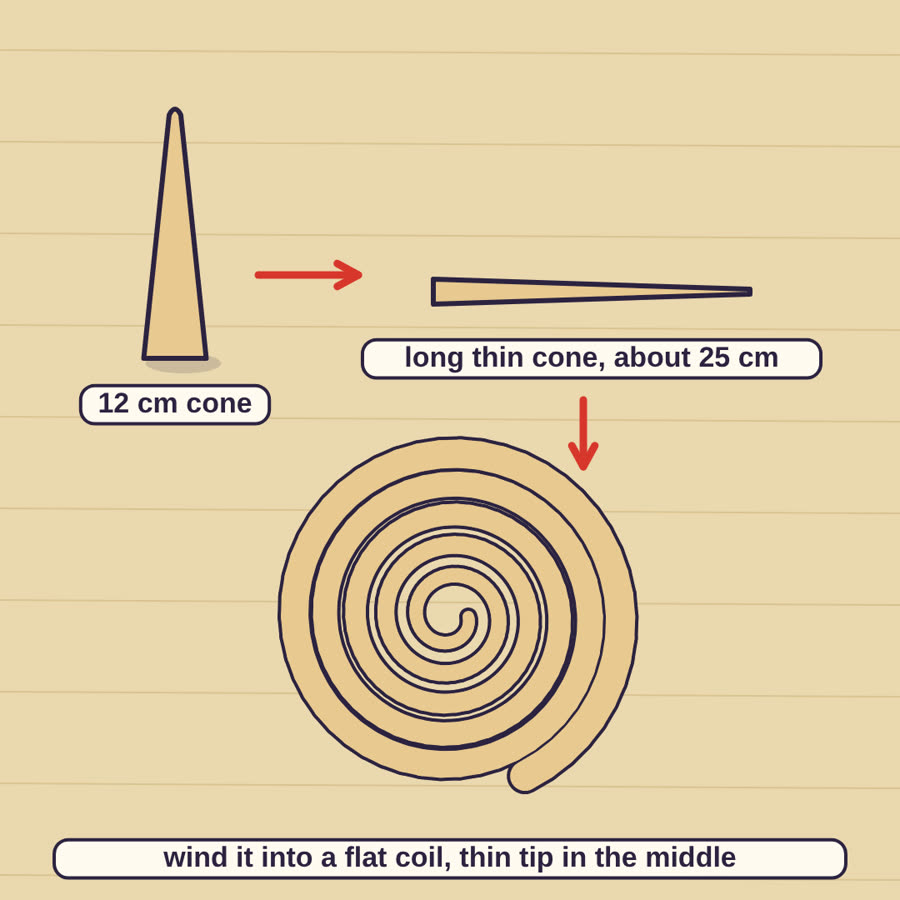 12 cm cone
long thin cone, about 25 cm
wind it into a flat coil, thin tip in the middle